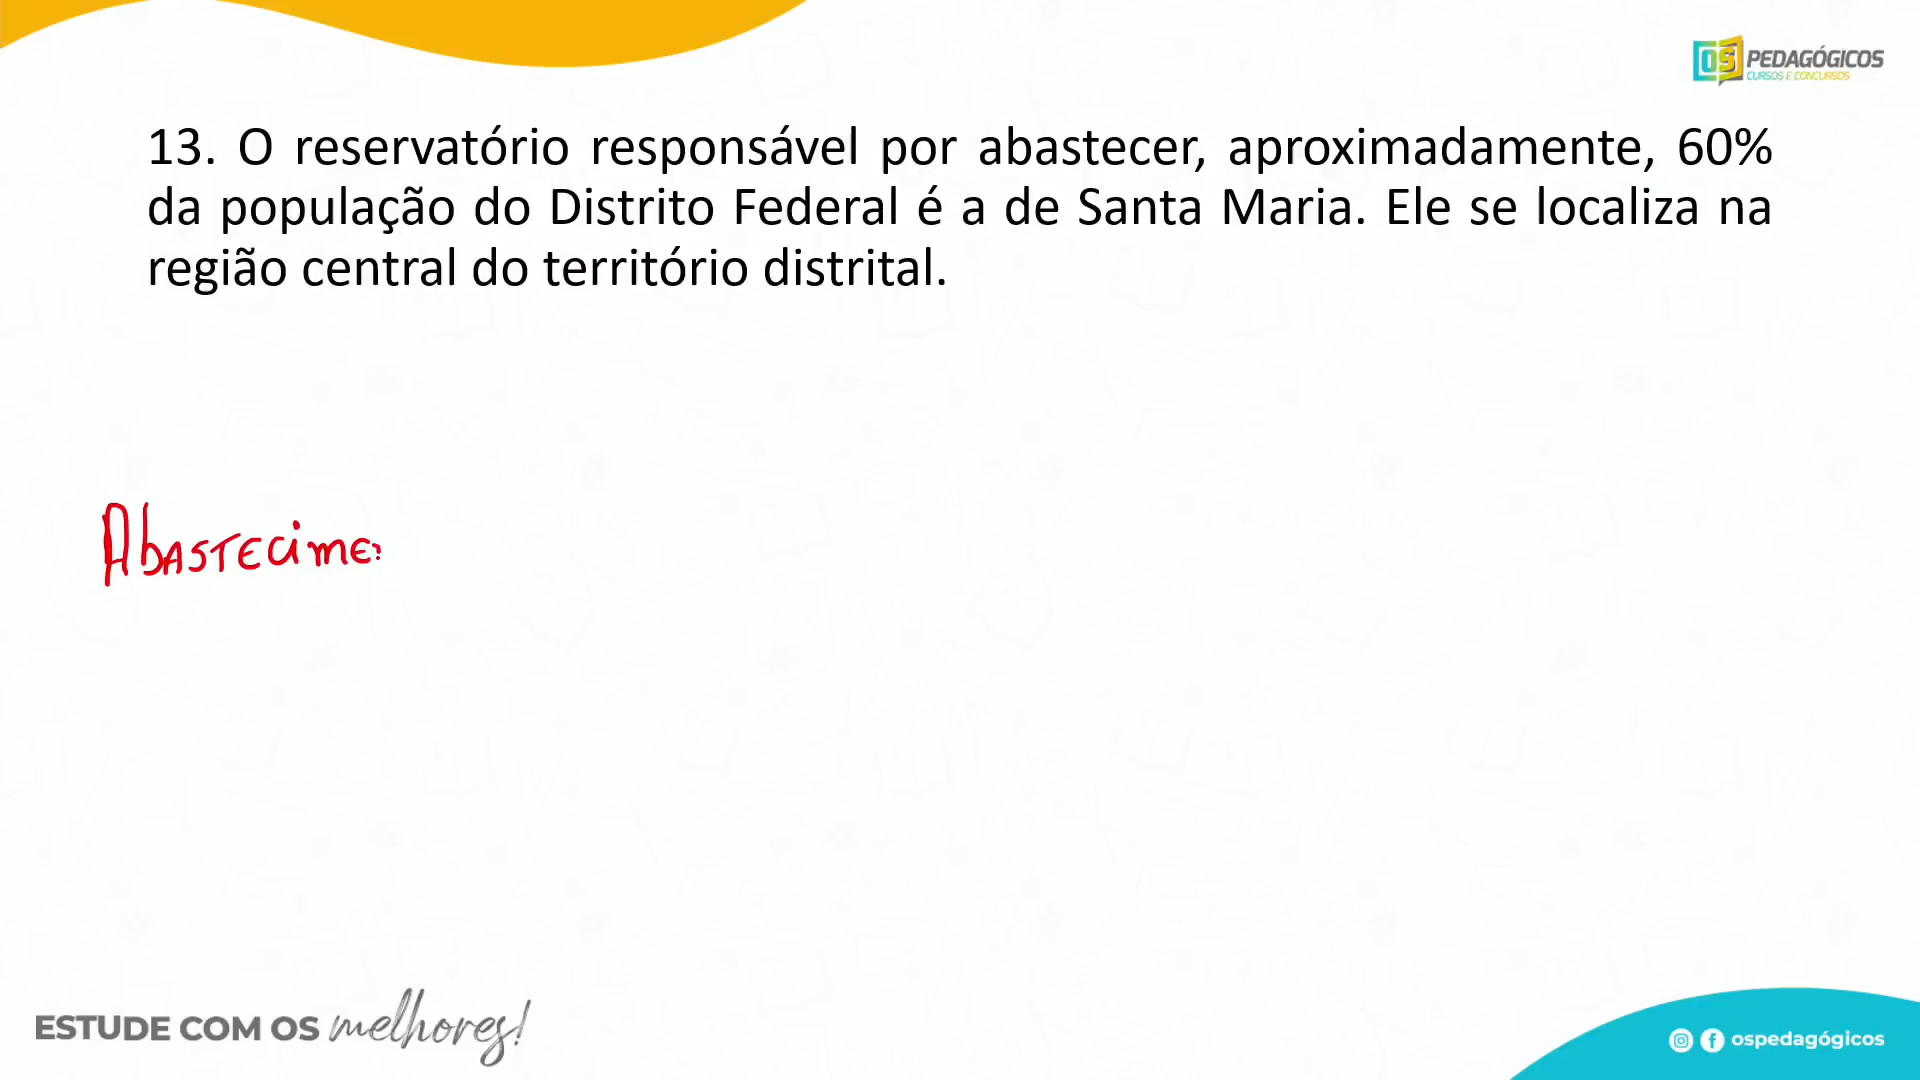 OS PEDAGÓGICOS
CURSOS E CONCURSOS
13. O reservatório responsável por abastecer, aproximadamente, 60%
da população do Distrito Federal é a de Santa Maria. Ele se localiza na
região central do território distrital.
Abastecime
ESTUDE COM OS melhores!
ospedagógicos